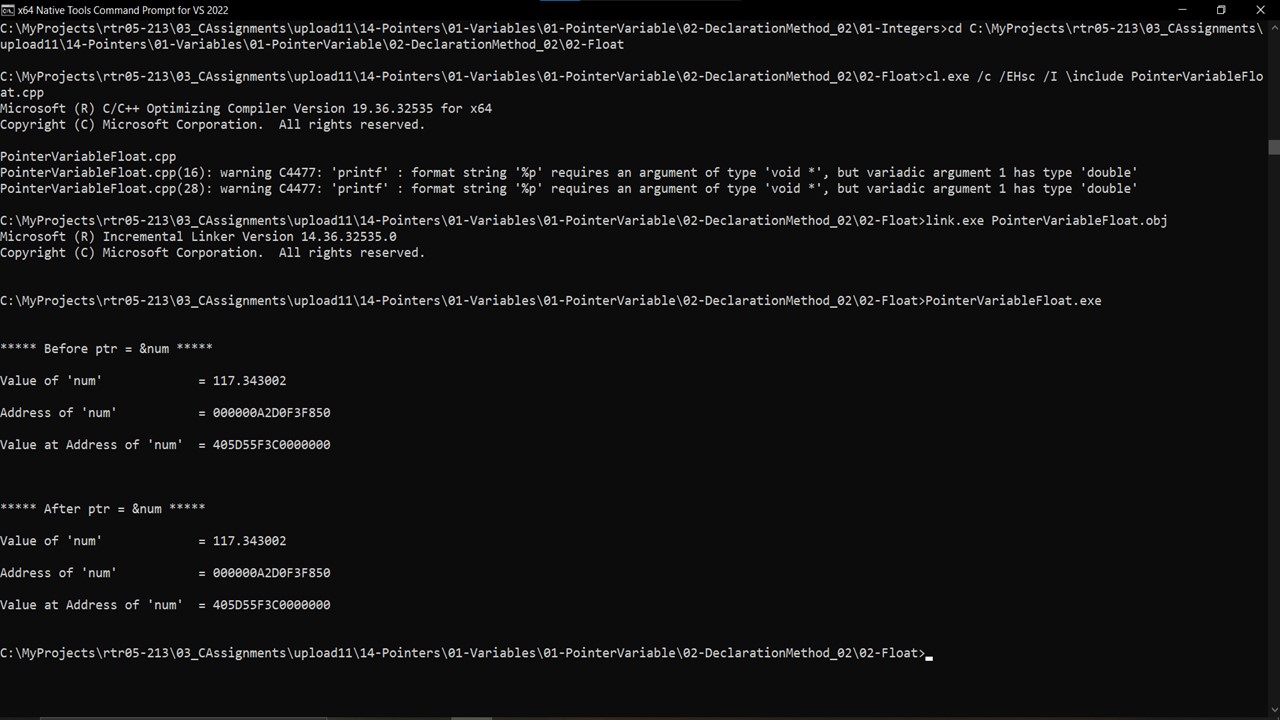 x64 Native Tools Command Prompt for VS 2022
C:\MyProjects\rtr05-213\03_CAssignments\upload11\14-Pointers\01-Variables\01-PointerVariable\02-DeclarationMethod_02\01-Integers>cd C:\MyProjects\rtr05-213\03_CAssignments\
upload11\14-Pointers\01-Variables\01-PointerVariable\02-DeclarationMethod_02\02-Float
C:\MyProjects\rtr05-213\03_CAssignments\upload11\14-Pointers\01-Variables\01-PointerVariable\02-DeclarationMethod_02\02-Float>cl.exe /c /EHsc /I \include PointerVariableFlo
at.cpp
Microsoft (R) C/C++ Optimizing Compiler Version 19.36.32535 for x64
Copyright (C) Microsoft Corporation.  All rights reserved.
PointerVariableFloat.cpp
PointerVariableFloat.cpp(16): warning C4477: 'printf' : format string '%p' requires an argument of type 'void *', but variadic argument 1 has type 'double'
PointerVariableFloat.cpp(28): warning C4477: 'printf' : format string '%p' requires an argument of type 'void *', but variadic argument 1 has type 'double'
C:\MyProjects\rtr05-213\03_CAssignments\upload11\14-Pointers\01-Variables\01-PointerVariable\02-DeclarationMethod_02\02-Float>link.exe PointerVariableFloat.obj
Microsoft (R) Incremental Linker Version 14.36.32535.0
Copyright (C) Microsoft Corporation.  All rights reserved.
C:\MyProjects\rtr05-213\03_CAssignments\upload11\14-Pointers\01-Variables\01-PointerVariable\02-DeclarationMethod_02\02-Float>PointerVariableFloat.exe
***** Before ptr = &num *****
Value of 'num'             = 117.343002
Address of 'num'           = 000000A2D0F3F850
Value at Address of 'num'  = 405D55F3C0000000
***** After ptr = &num *****
Value of 'num'             = 117.343002
Address of 'num'           = 000000A2D0F3F850
Value at Address of 'num'  = 405D55F3C0000000
C:\MyProjects\rtr05-213\03_CAssignments\upload11\14-Pointers\01-Variables\01-PointerVariable\02-DeclarationMethod_02\02-Float>